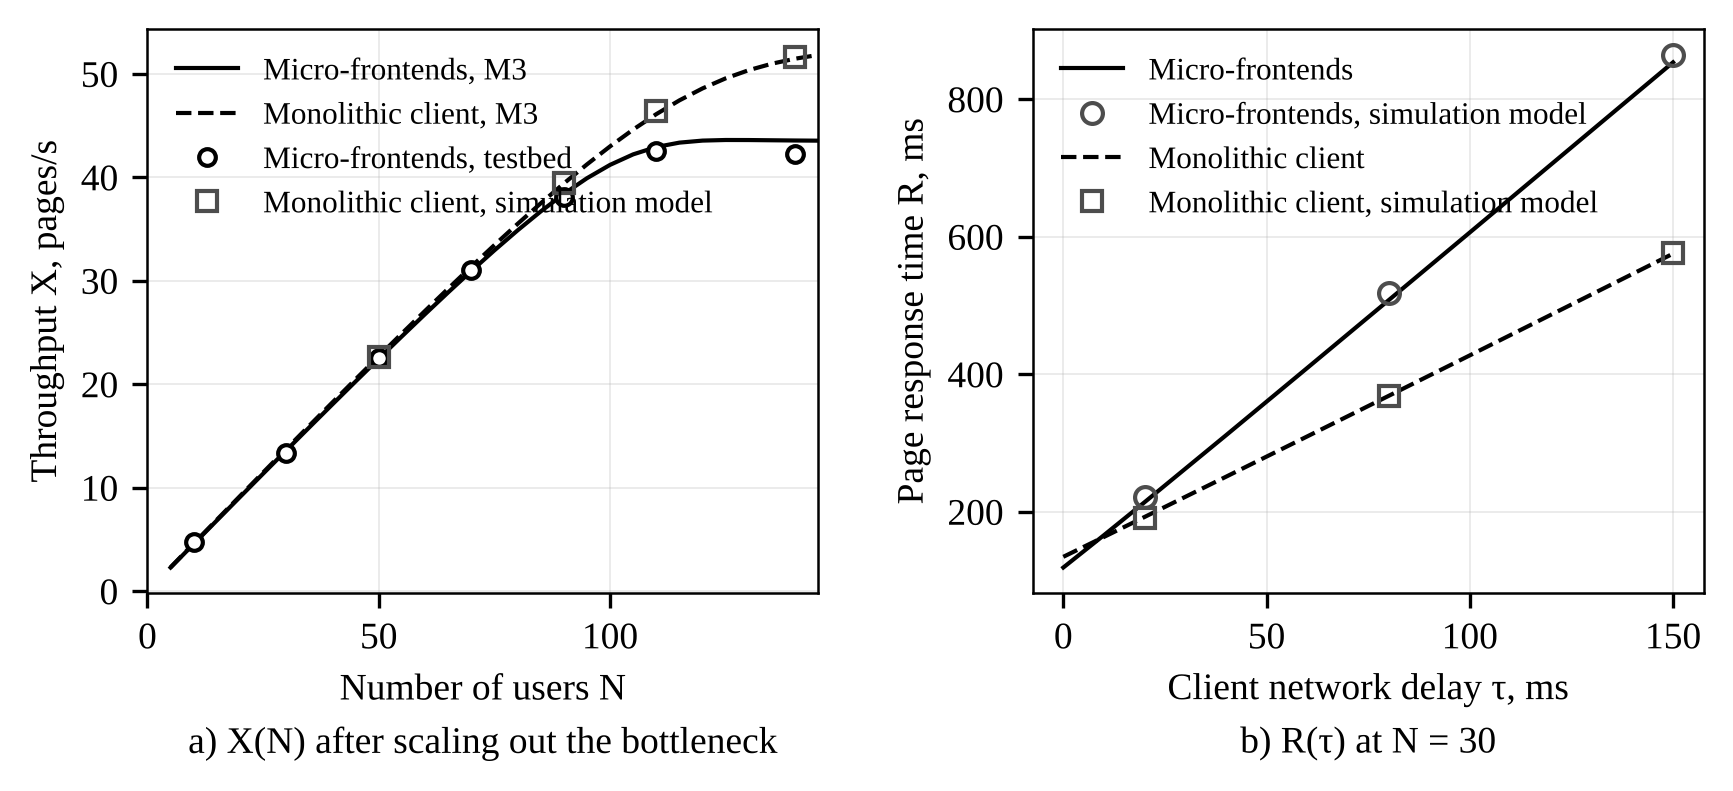 50
40
30
20
10
0
Throughput X, pages/s
Micro-frontends, M3
Monolithic client, M3
Micro-frontends, testbed
Monolithic client, simulation model
0 50 100
Number of users N
a) X(N) after scaling out the bottleneck
800
600
400
200
Page response time R, ms
Micro-frontends
Micro-frontends, simulation model
Monolithic client
Monolithic client, simulation model
0 50 100 150
Client network delay τ, ms
b) R(τ) at N = 30